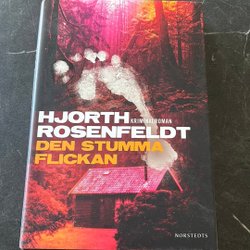 HJORTH
KRIMINALROMAN
ROSENFELDT
DEN STUMMA
FLICKAN
NORSTEDTS